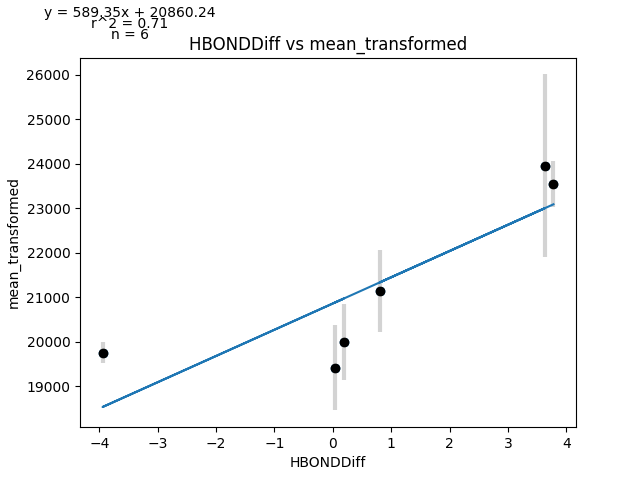 y = 589.35x + 20860.24
r^2 = 0.71
n = 6
HBONDDiff vs mean_transformed
26000
25000
24000
23000
22000
21000
20000
19000
mean_transformed
−4
−3
−2
−1
0
1
2
3
4
HBONDDiff